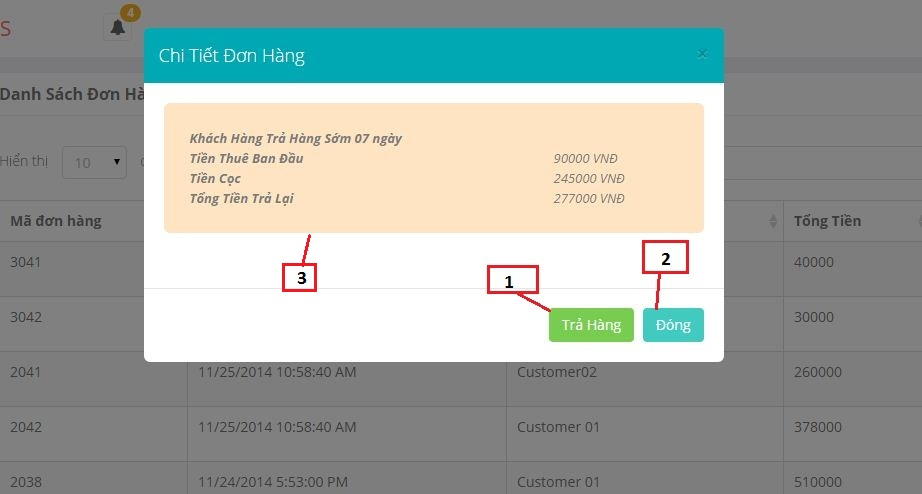 S
4
Chi Tiết Đơn Hàng ×
Danh Sách Đơn Hà
Khách Hàng Trả Hàng Sớm 07 ngày
Hiển thị 10
Tiền Thuê Ban Đầu 90000 VNĐ
Tiền Cọc 245000 VNĐ
Tổng Tiền Trả Lại 277000 VNĐ
Mã đơn hàng Tổng Tiền
3041 40000
3
1
2
Trả Hàng Đóng
3042 30000
2041 11/25/2014 10:58:40 AM Customer02 260000
2042 11/25/2014 10:58:40 AM Customer 01 378000
2038 11/24/2014 5:53:00 PM Customer 01 510000